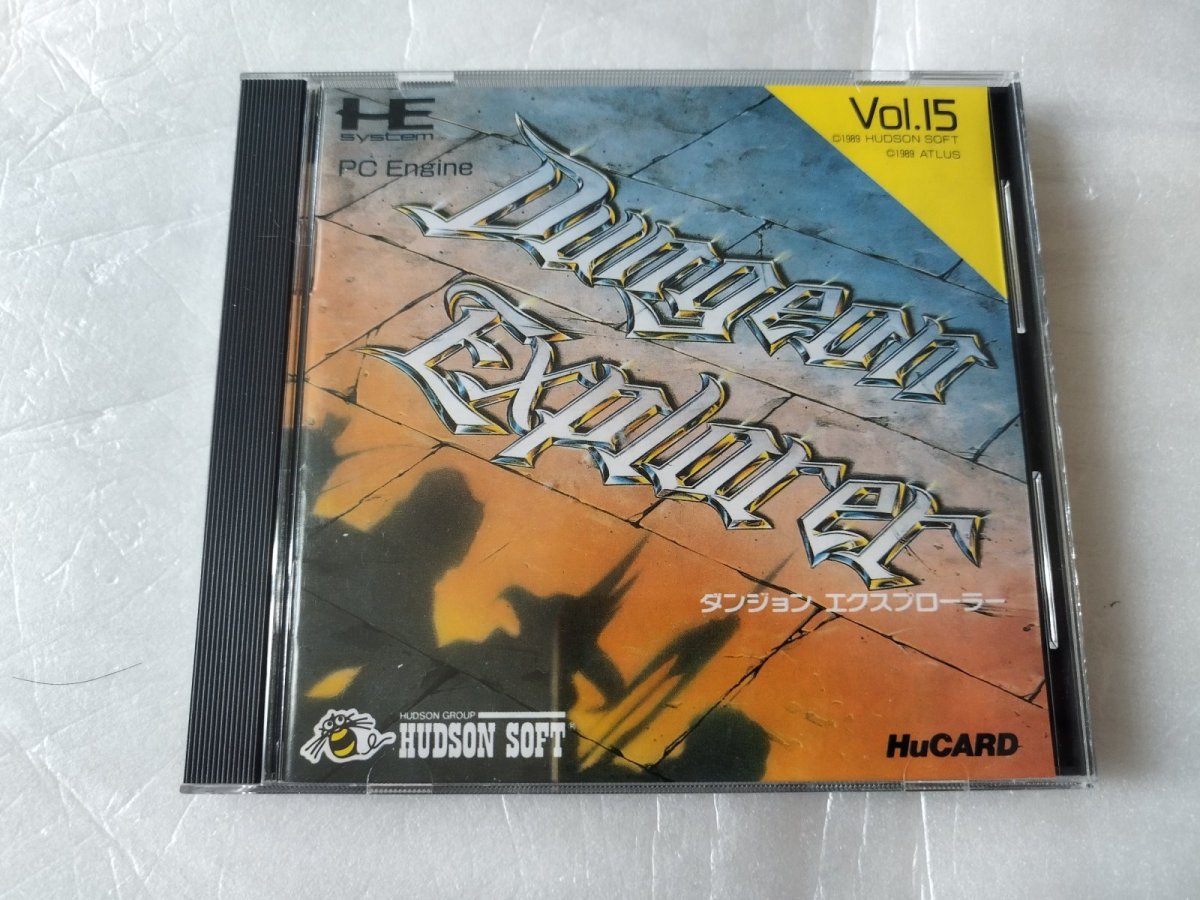 HE
system
PC Engine
Vol.15
©1989 HUDSON SOFT
©1989 ATLUS
Dungeon
Explorer
ダンジョン エクスプローラー
HUDSON GROUP
HUDSON SOFT®
HuCARD